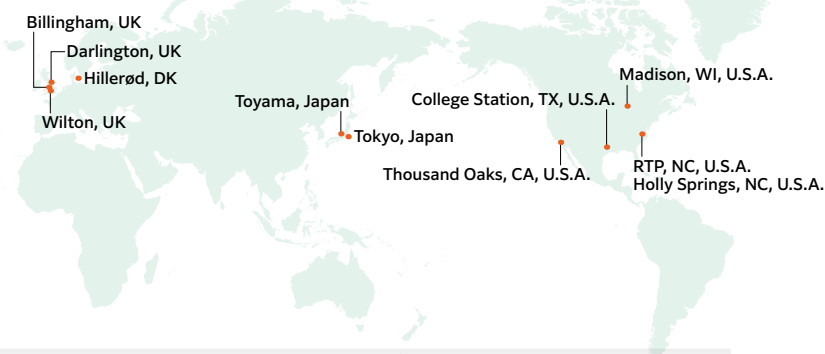 Billingham, UK
Darlington, UK
Hillerød, DK
Wilton, UK
Toyama, Japan
Tokyo, Japan
Madison, WI, U.S.A.
College Station, TX, U.S.A.
Thousand Oaks, CA, U.S.A.
RTP, NC, U.S.A.
Holly Springs, NC, U.S.A.